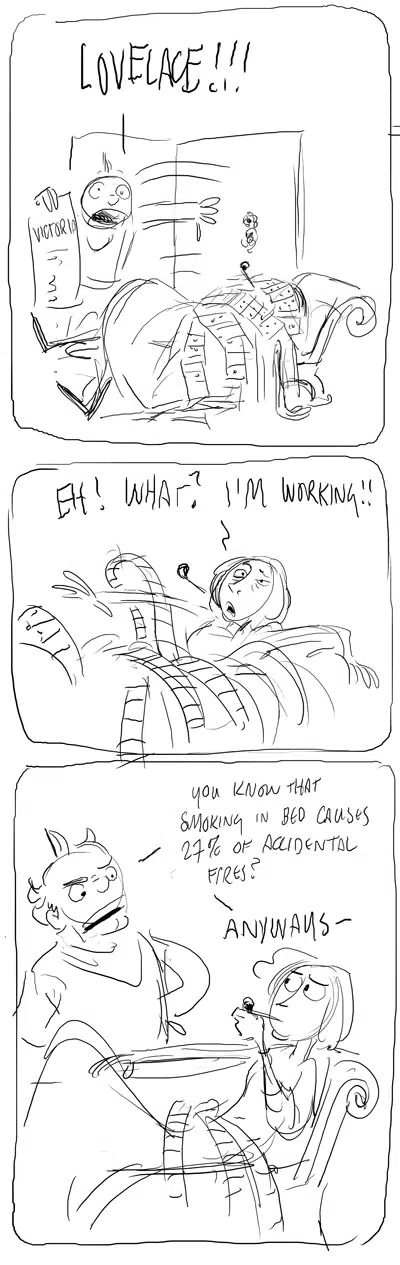 LOVELACE!!!
VICTORIA
EH! WHAT? I'M WORKING!!
YOU KNOW THAT
SMOKING IN BED CAUSES
27% OF ACCIDENTAL
FIRES?
ANYWAYS—